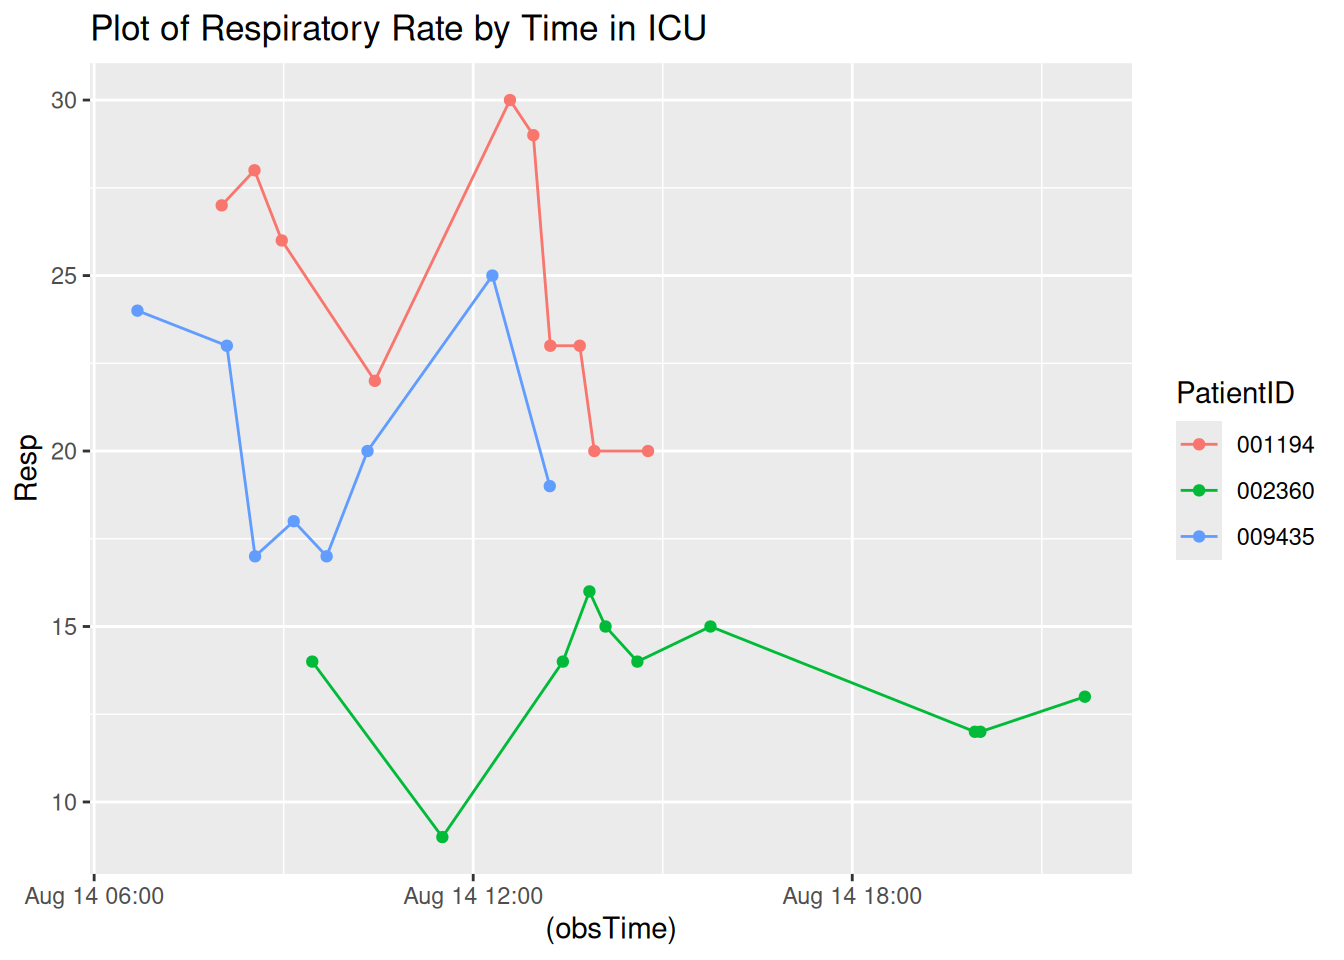 Plot of Respiratory Rate by Time in ICU
30
25
20
15
10
Resp
Aug 14 06:00
Aug 14 12:00
Aug 14 18:00
(obsTime)
PatientID
001194
002360
009435